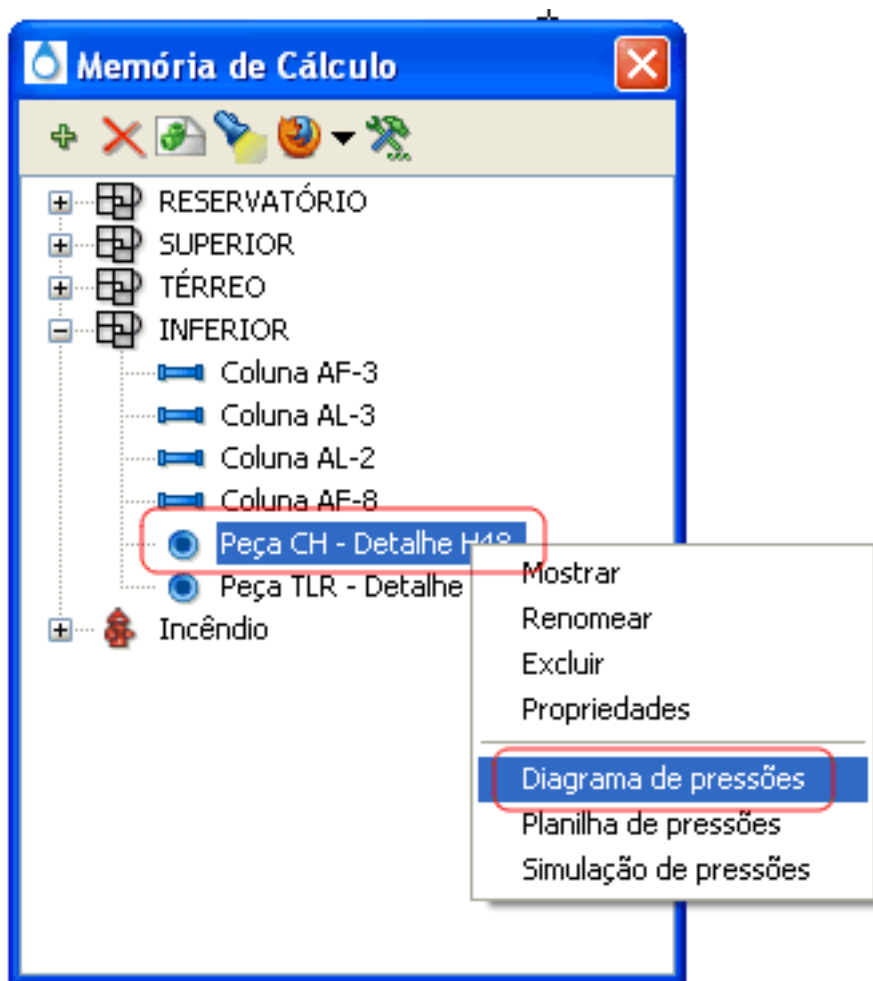 Memória de Cálculo
RESERVATÓRIO
SUPERIOR
TÉRREO
INFERIOR
Coluna AF-3
Coluna AL-3
Coluna AL-2
Coluna AF-8
Peça CH - Detalhe H48
Peça TLR - Detalhe
Incêndio
Mostrar
Renomear
Excluir
Propriedades
Diagrama de pressões
Planilha de pressões
Simulação de pressões